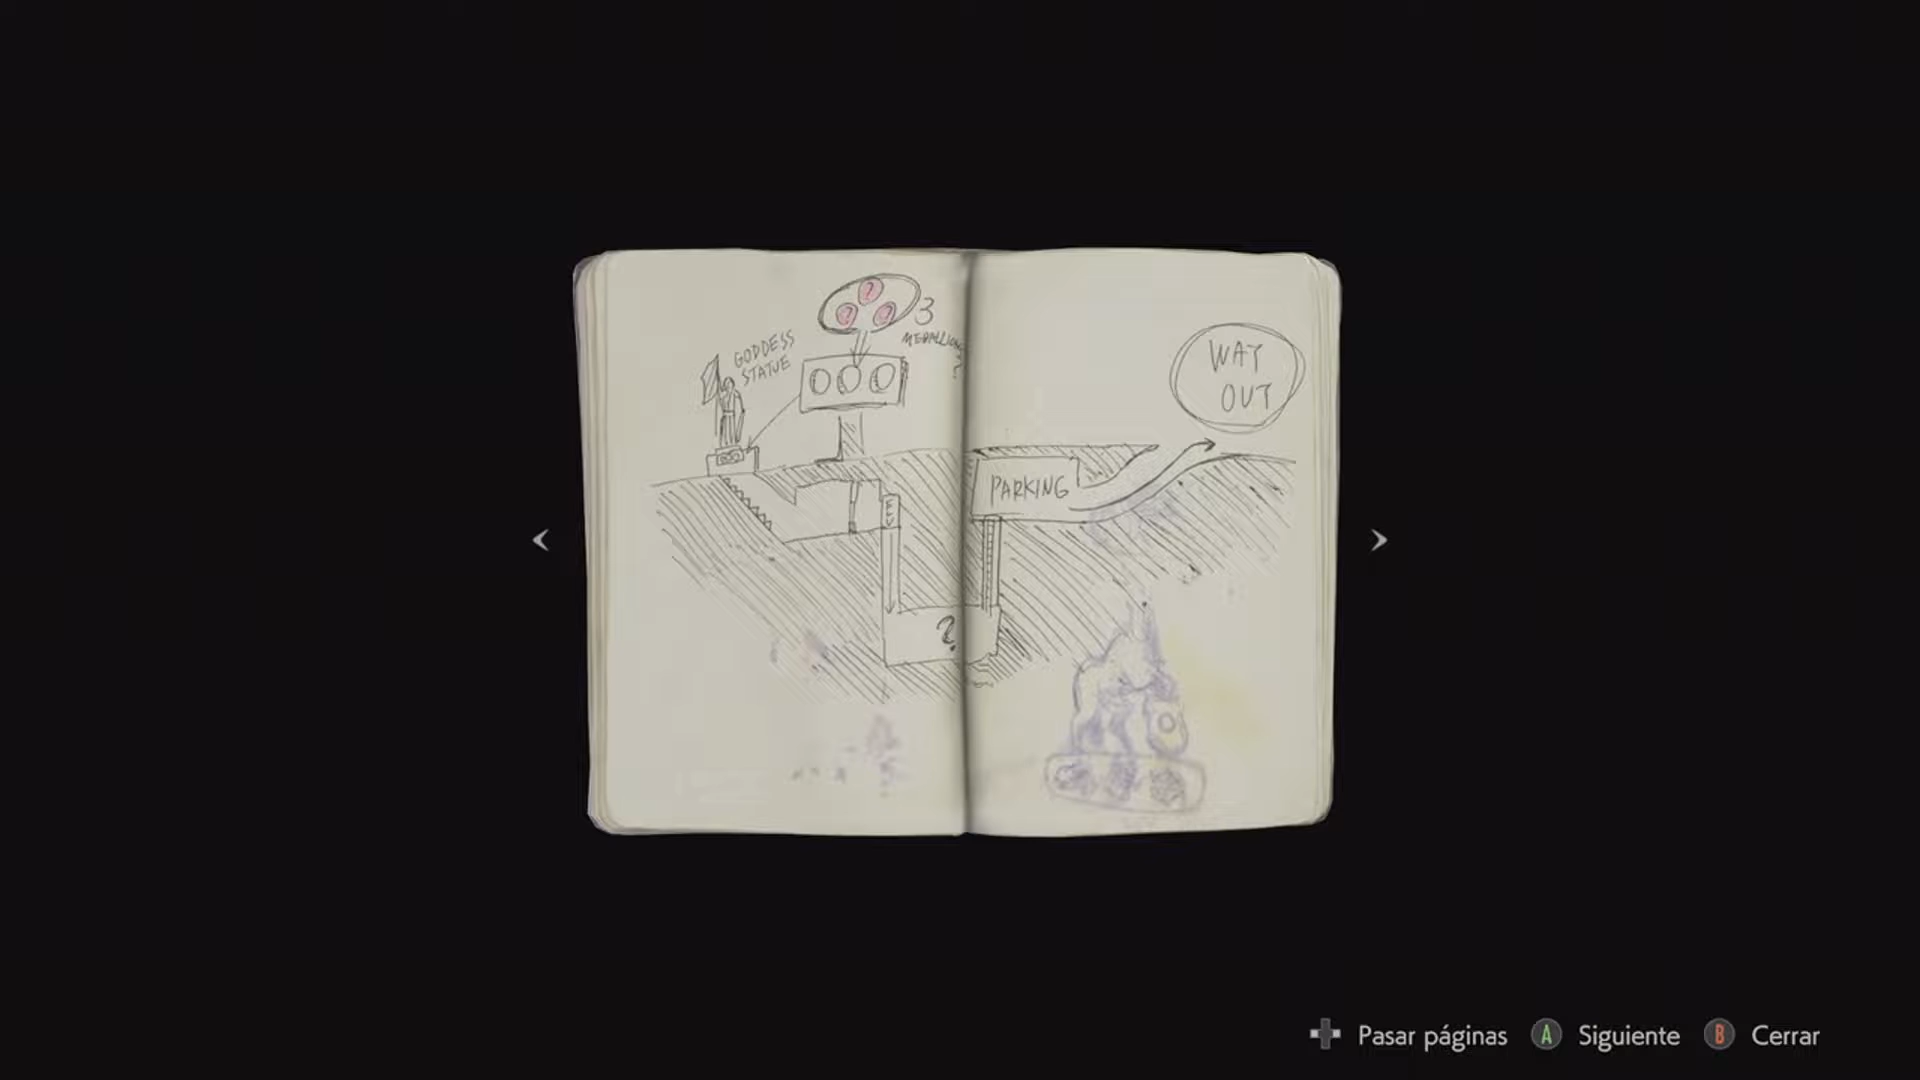 3
MEDALLIONS
?
GODDESS
STATUE
? ? ?
WAY
OUT
PARKING
?
Pasar páginas A Siguiente B Cerrar